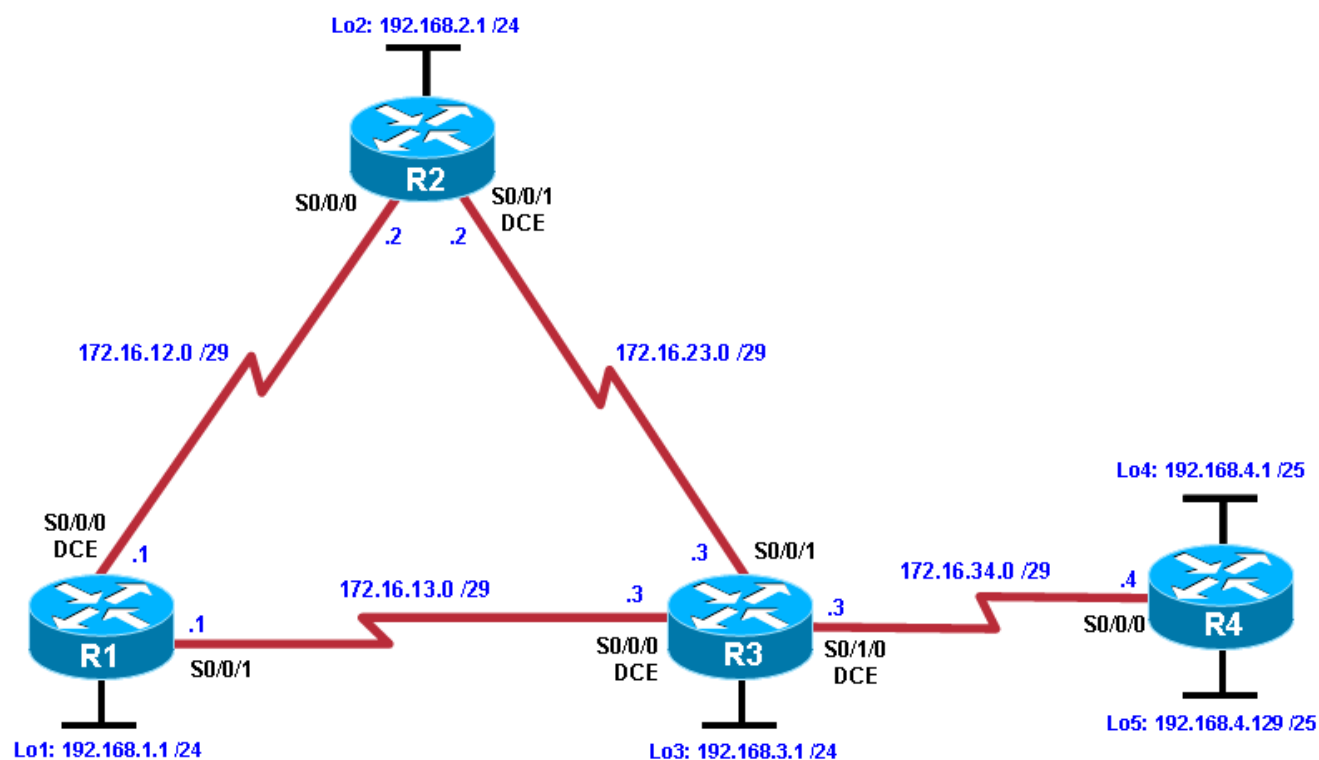 Lo2: 192.168.2.1 /24
R2
S0/0/0
S0/0/1
DCE
.2
.2
172.16.12.0 /29
172.16.23.0 /29
Lo4: 192.168.4.1 /25
S0/0/0
DCE
.1
.3
S0/0/1
172.16.13.0 /29
.3
172.16.34.0 /29
.4
.1
.3
S0/0/0
R4
R1
S0/0/1
S0/0/0
DCE
R3
S0/1/0
DCE
Lo1: 192.168.1.1 /24
Lo3: 192.168.3.1 /24
Lo5: 192.168.4.129 /25